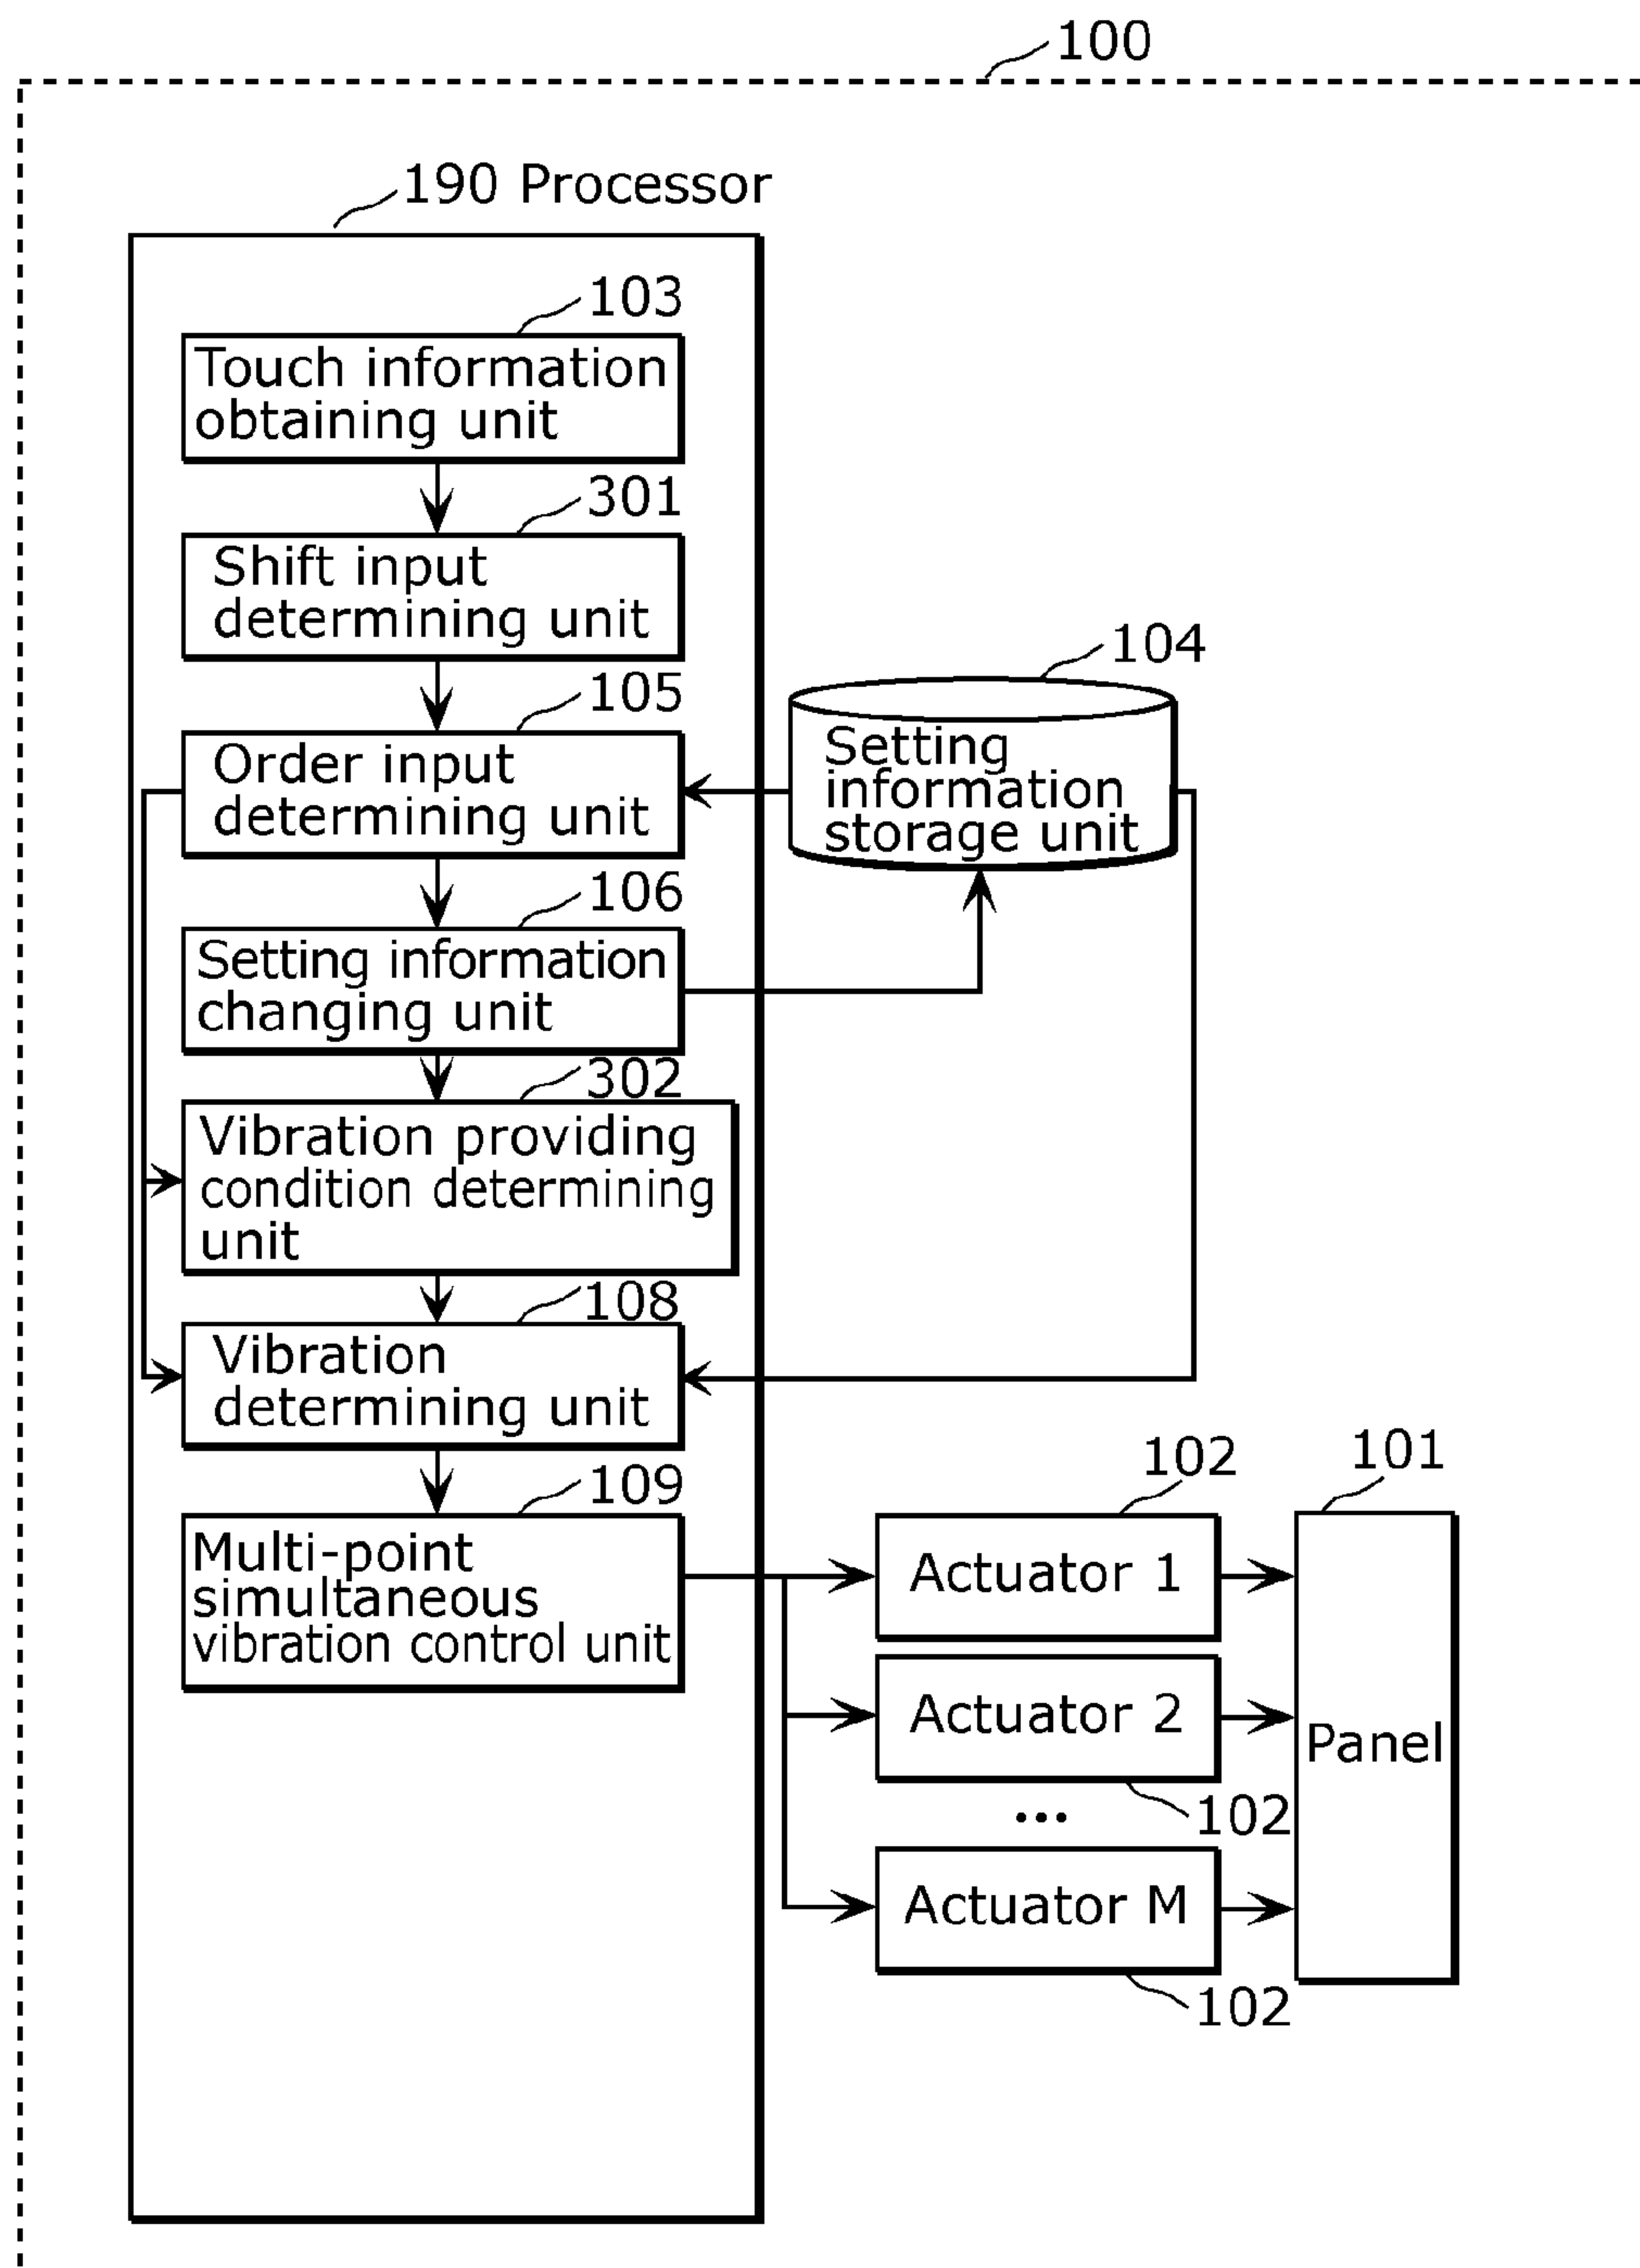 100
190 Processor
103
Touch information
obtaining unit
301
Shift input
determining unit
105
Order input
determining unit
104
Setting
information
storage unit
106
Setting information
changing unit
302
Vibration providing
condition determining
unit
108
Vibration
determining unit
109
Multi-point
simultaneous
vibration control unit
102
Actuator 1
101
Panel
Actuator 2
102
...
Actuator M
102